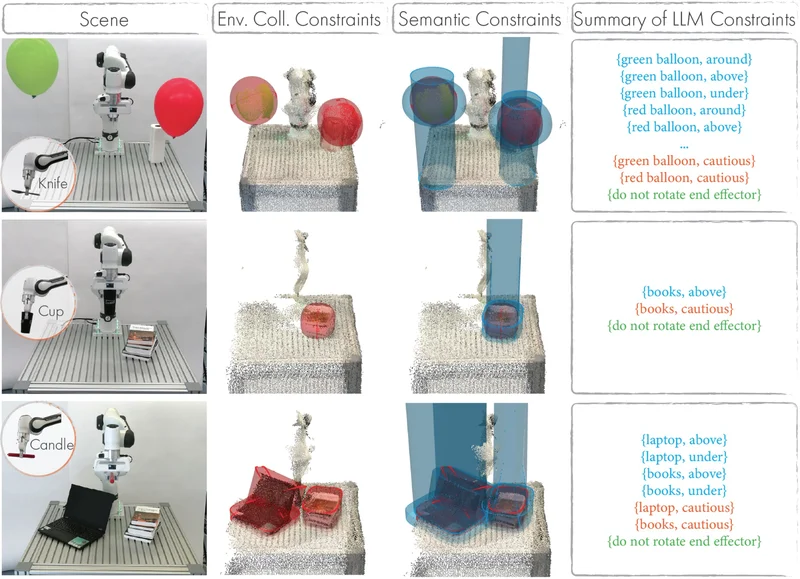 Scene
Env. Coll. Constraints
Semantic Constraints
Summary of LLM Constraints
Knife
{green balloon, around}
{green balloon, above}
{green balloon, under}
{red balloon, around}
{red balloon, above}
...
{green balloon, cautious}
{red balloon, cautious}
{do not rotate end effector}
Cup
{books, above}
{books, cautious}
{do not rotate end effector}
Candle
{laptop, above}
{laptop, under}
{books, above}
{books, under}
{laptop, cautious}
{books, cautious}
{do not rotate end effector}